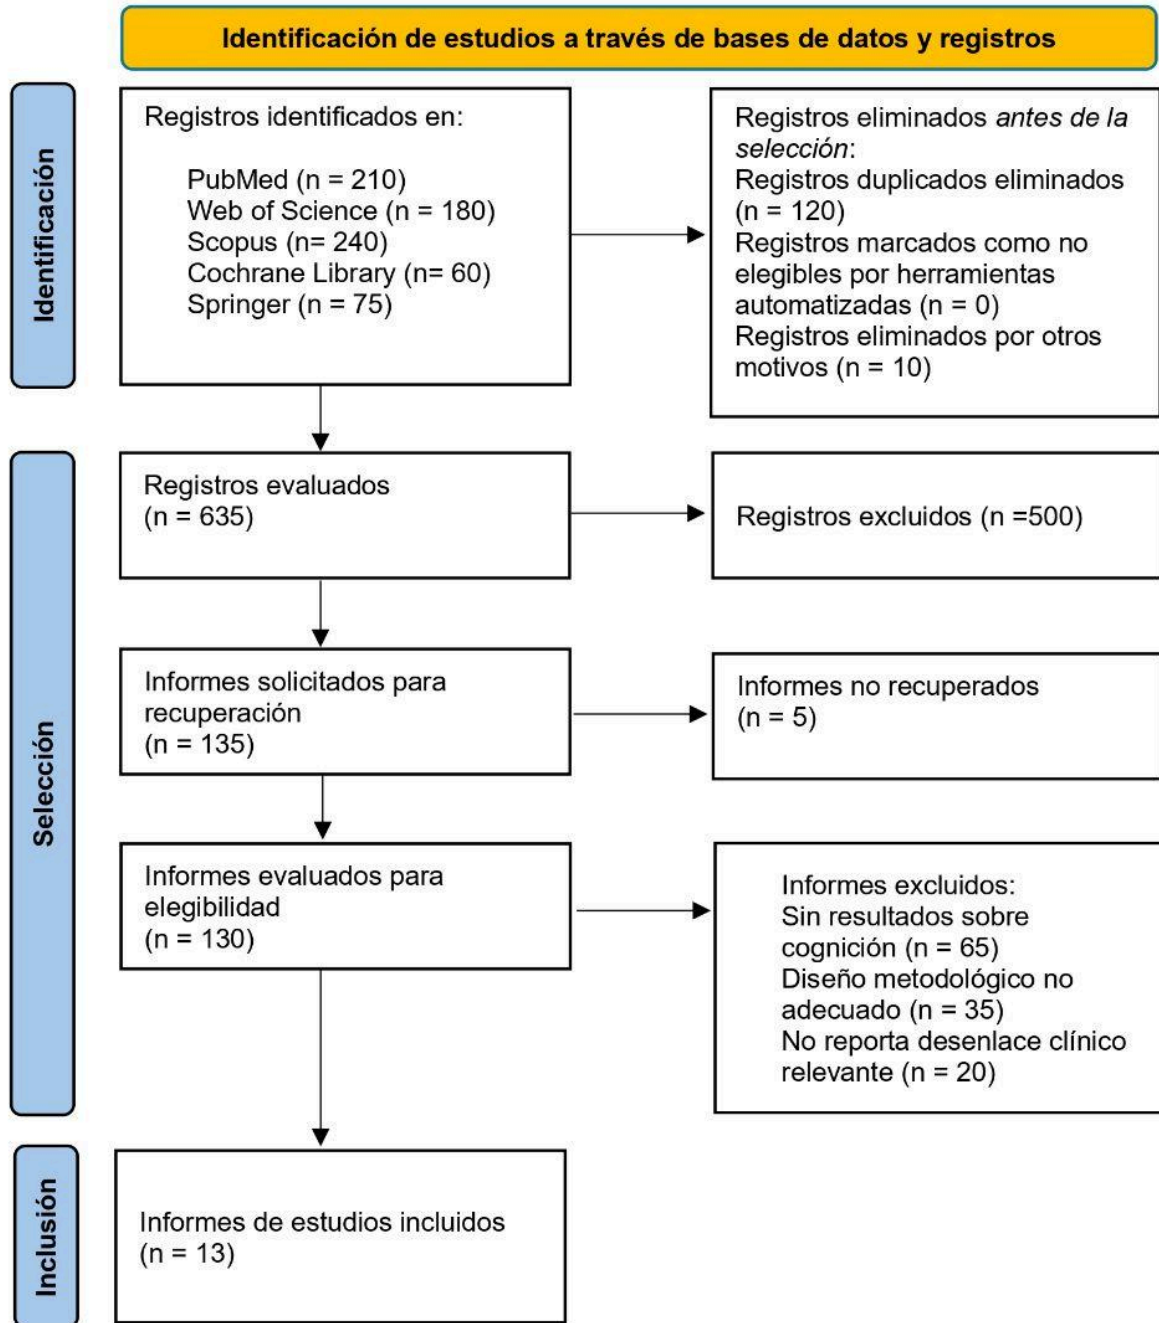 Identificación de estudios a través de bases de datos y registros
Identificación
Registros identificados en:
PubMed (n = 210)
Web of Science (n = 180)
Scopus (n= 240)
Cochrane Library (n= 60)
Springer (n = 75)
Registros eliminados antes de la
selección:
Registros duplicados eliminados
(n = 120)
Registros marcados como no
elegibles por herramientas
automatizadas (n = 0)
Registros eliminados por otros
motivos (n = 10)
Selección
Registros evaluados
(n = 635)
Registros excluidos (n =500)
Informes solicitados para
recuperación
(n = 135)
Informes no recuperados
(n = 5)
Informes evaluados para
elegibilidad
(n = 130)
Informes excluidos:
Sin resultados sobre
cognición (n = 65)
Diseño metodológico no
adecuado (n = 35)
No reporta desenlace clínico
relevante (n = 20)
Inclusión
Informes de estudios incluidos
(n = 13)